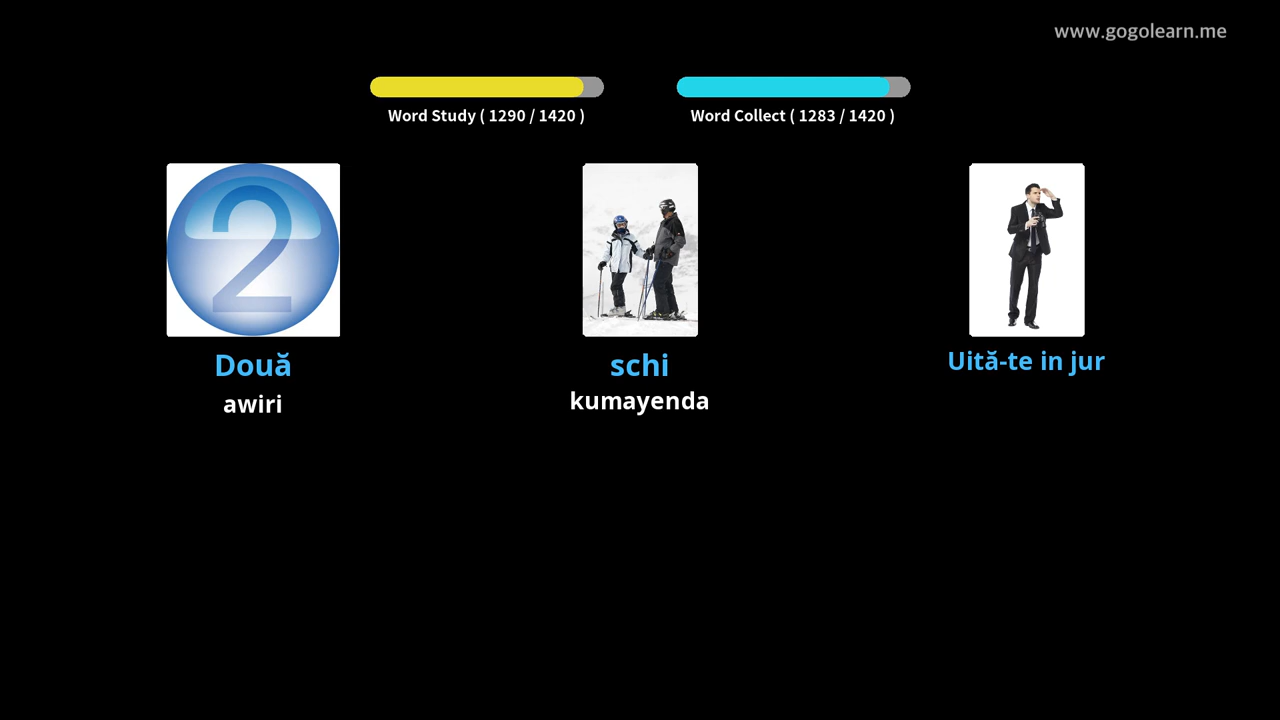 www.gogolearn.me
Word Study ( 1290 / 1420 )
Word Collect ( 1283 / 1420 )
2
Două
awiri
schi
kumayenda
Uită-te in jur